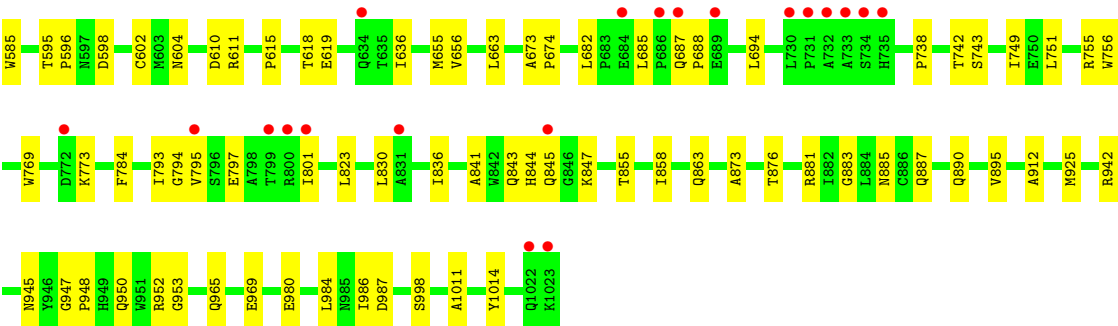 W585 T595 P596 N597 D598 C602 M603 N604 D610 R611 P615 T618 E619 Q634 T635 I636 M655 V656 L663 A673 P674 L682 P683 E684 L685 P686 Q687 P688 E689 L694 L730 P731 A732 A733 S734 H735 P738 T742 S743 I749 E750 L751 R755 W756
W769 D772 K773 F784 I793 G794 V795 S796 E797 A798 T799 R800 I801 L823 L830 A831 I836 A841 W842 Q843 H844 Q845 G846 K847 T855 I858 Q863 A873 T876 R881 I882 G883 L884 N885 C886 Q887 Q890 V895 A912 M925 R942
N945 Y946 G947 P948 H949 Q950 W951 R952 G953 Q965 E969 E980 L984 N985 I986 D987 S998 A1011 Y1014 Q1022 K1023